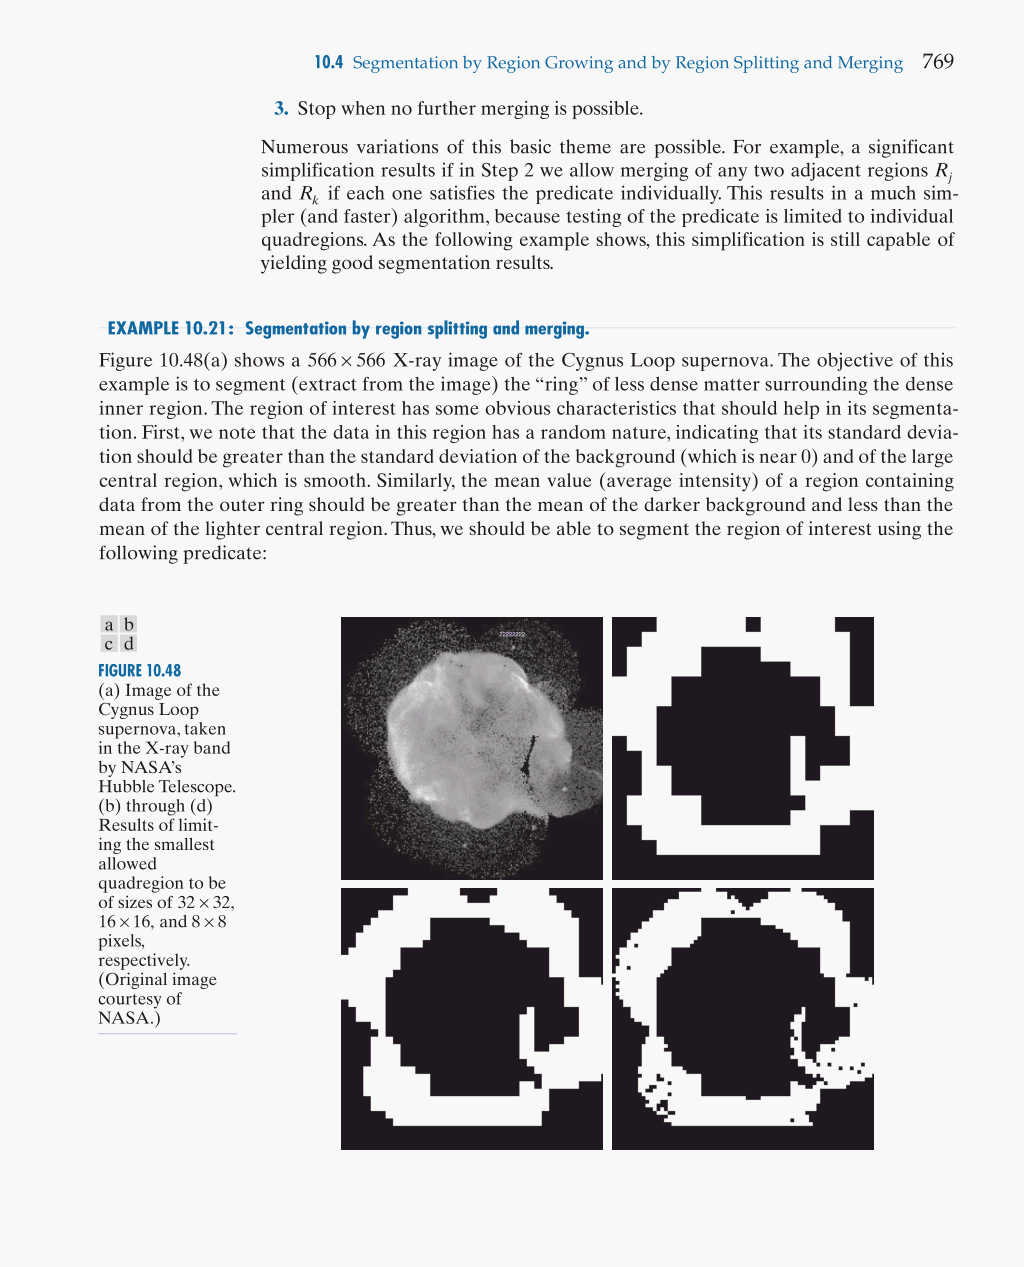 10.4 Segmentation by Region Growing and by Region Splitting and Merging 769
3. Stop when no further merging is possible.
Numerous variations of this basic theme are possible. For example, a significant
simplification results if in Step 2 we allow merging of any two adjacent regions Rj
and Rk if each one satisfies the predicate individually. This results in a much sim-
pler (and faster) algorithm, because testing of the predicate is limited to individual
quadregions. As the following example shows, this simplification is still capable of
yielding good segmentation results.
EXAMPLE 10.21: Segmentation by region splitting and merging.
Figure 10.48(a) shows a 566 × 566 X-ray image of the Cygnus Loop supernova. The objective of this
example is to segment (extract from the image) the “ring” of less dense matter surrounding the dense
inner region. The region of interest has some obvious characteristics that should help in its segmenta-
tion. First, we note that the data in this region has a random nature, indicating that its standard devia-
tion should be greater than the standard deviation of the background (which is near 0) and of the large
central region, which is smooth. Similarly, the mean value (average intensity) of a region containing
data from the outer ring should be greater than the mean of the darker background and less than the
mean of the lighter central region. Thus, we should be able to segment the region of interest using the
following predicate:
a b
c d
FIGURE 10.48
(a) Image of the
Cygnus Loop
supernova, taken
in the X-ray band
by NASA’s
Hubble Telescope.
(b) through (d)
Results of limit-
ing the smallest
allowed
quadregion to be
of sizes of 32 × 32,
16 × 16, and 8 × 8
pixels,
respectively.
(Original image
courtesy of
NASA.)